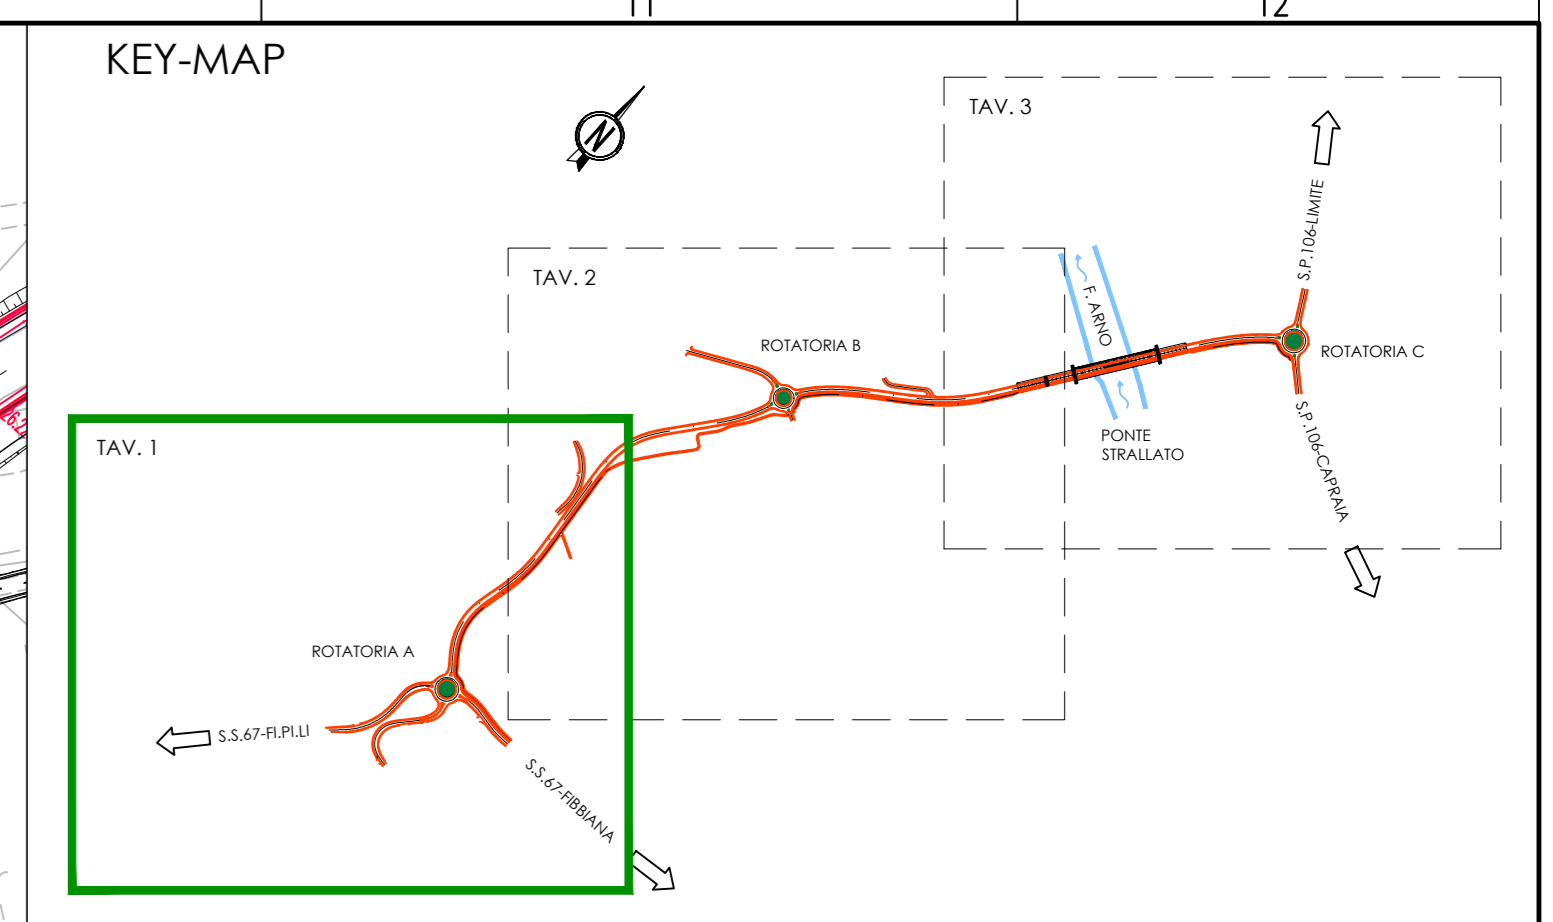 11
12
KEY-MAP
N
TAV. 3
S.P.106-LIMITE
TAV. 2
F. ARNO
ROTATORIA B
ROTATORIA C
TAV. 1
PONTE
STRALLATO
S.P.106-CAPRAIA
ROTATORIA A
S.S.67-FI.PI.LI
S.S.67-FIBBIANA